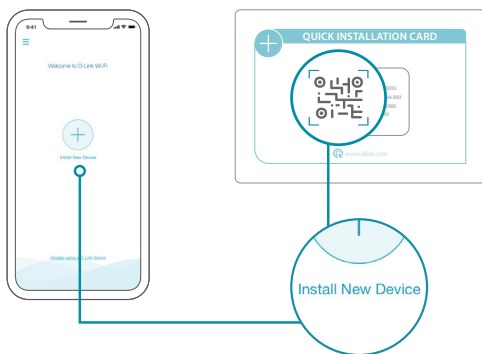 9:41
Welcome to D-Link Wi-Fi
Install New Device
QUICK INSTALLATION CARD
www.dlink.com
Install New Device